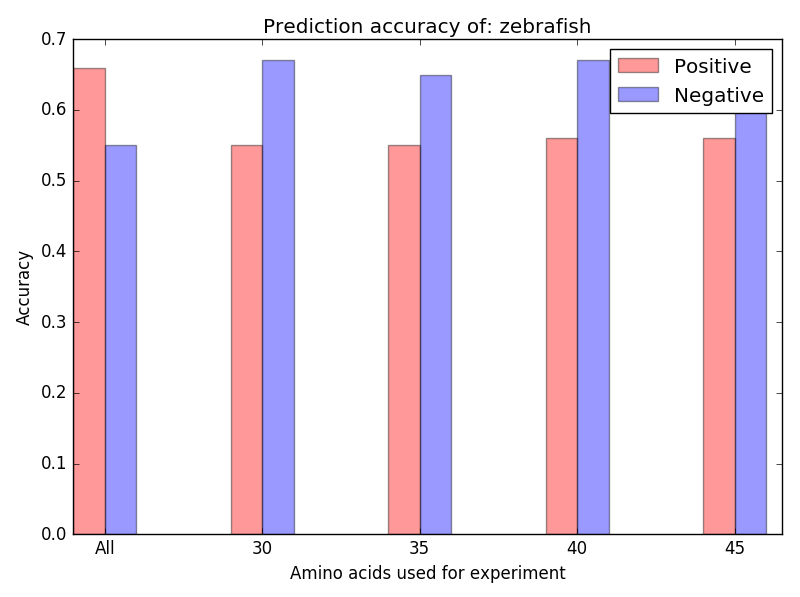 Prediction accuracy of: zebrafish
0.7
0.6
0.5
0.4
0.3
0.2
0.1
0.0
Accuracy
Positive
Negative
All 30 35 40 45
Amino acids used for experiment